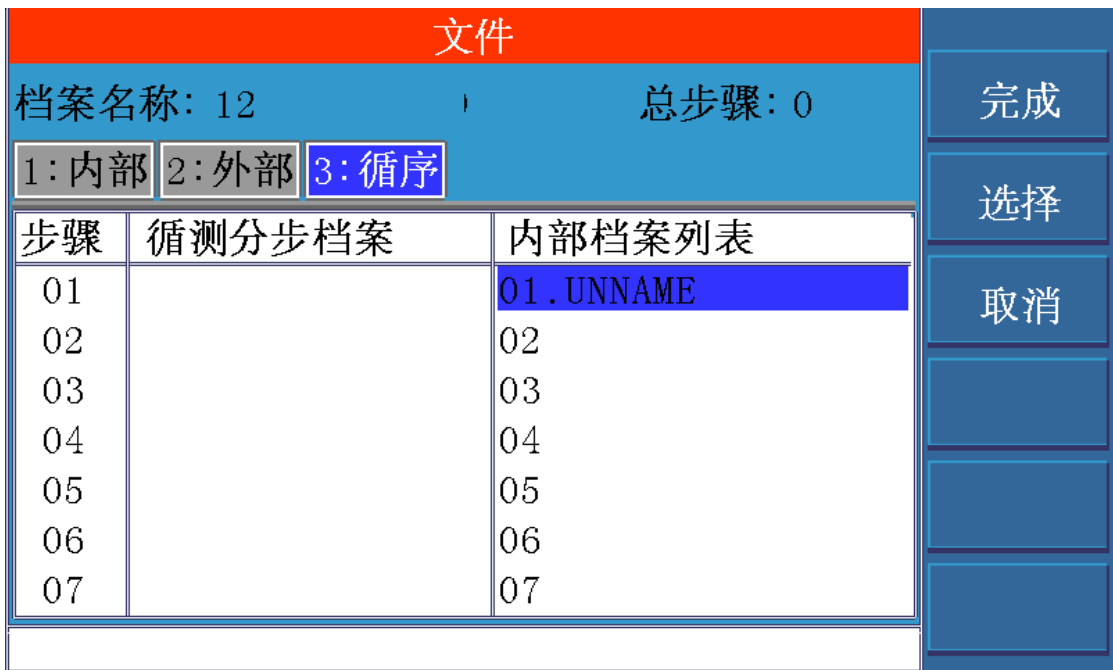 文件
档案名称: 12 总步骤: 0
1:内部 2:外部 3:循序
步骤 循测分步档案 内部档案列表
01 01.UNNAME
02 02
03 03
04 04
05 05
06 06
07 07
完成
选择
取消